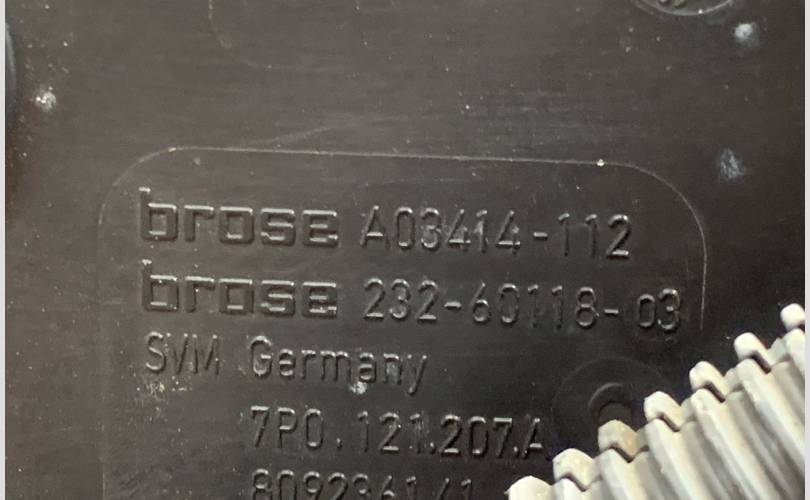 brose A03414-112
brose 232-60118-03
SVM Germany
7P0.121.207.A